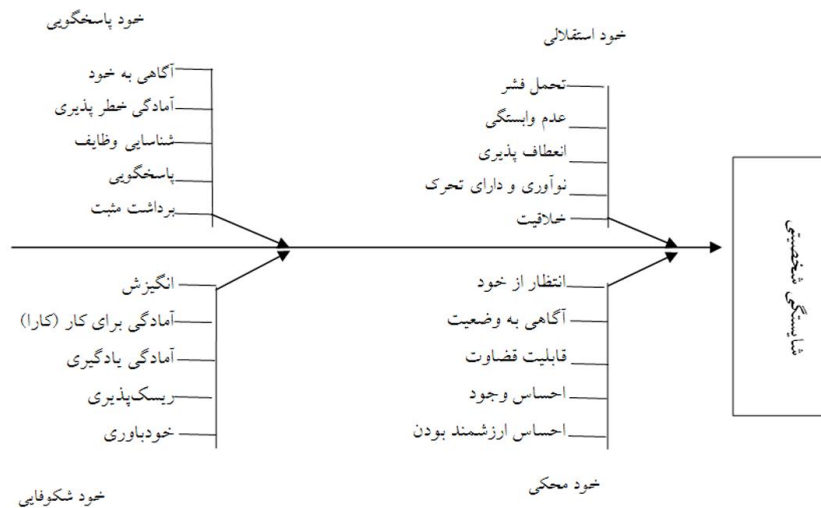 خود پاسخگویی
آگاهی به خود
آمادگی خطر پذیری
شناسایی وظایف
پاسخگویی
برداشت مثبت
خود استقلالی
تحمل فشر
عدم وابستگی
انعطاف پذیری
نوآوری و دارای تحرک
خلاقیت
شایستگی شخصیتی
انگیزش
آمادگی برای کار (کارا)
آمادگی یادگیری
ریسک‌پذیری
خودباوری
خود شکوفایی
انتظار از خود
آگاهی به وضعیت
قابلیت قضاوت
احساس وجود
احساس ارزشمند بودن
خود محکی